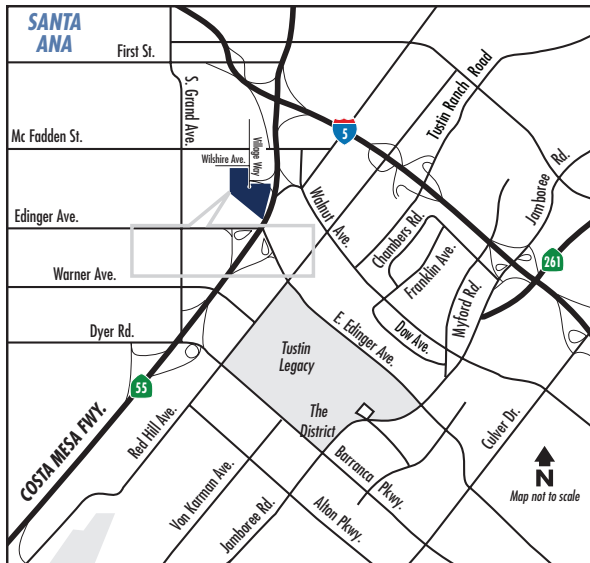 SANTA
ANA
First St.
S. Grand Ave.
Tustin Ranch Road
5
Mc Fadden St.
Village Way
Wilshire Ave.
Jamboree Rd.
Walnut Ave.
Edinger Ave.
Chambers Rd.
261
Franklin Ave.
Warner Ave.
Myford Rd.
E. Edinger Ave.
Dow Ave.
Dyer Rd.
Tustin
Legacy
55
The
District
COSTA MESA FWY.
Red Hill Ave.
Culver Dr.
Barranca Pkwy.
Von Karman Ave.
Jamboree Rd.
Alton Pkwy.
N
Map not to scale